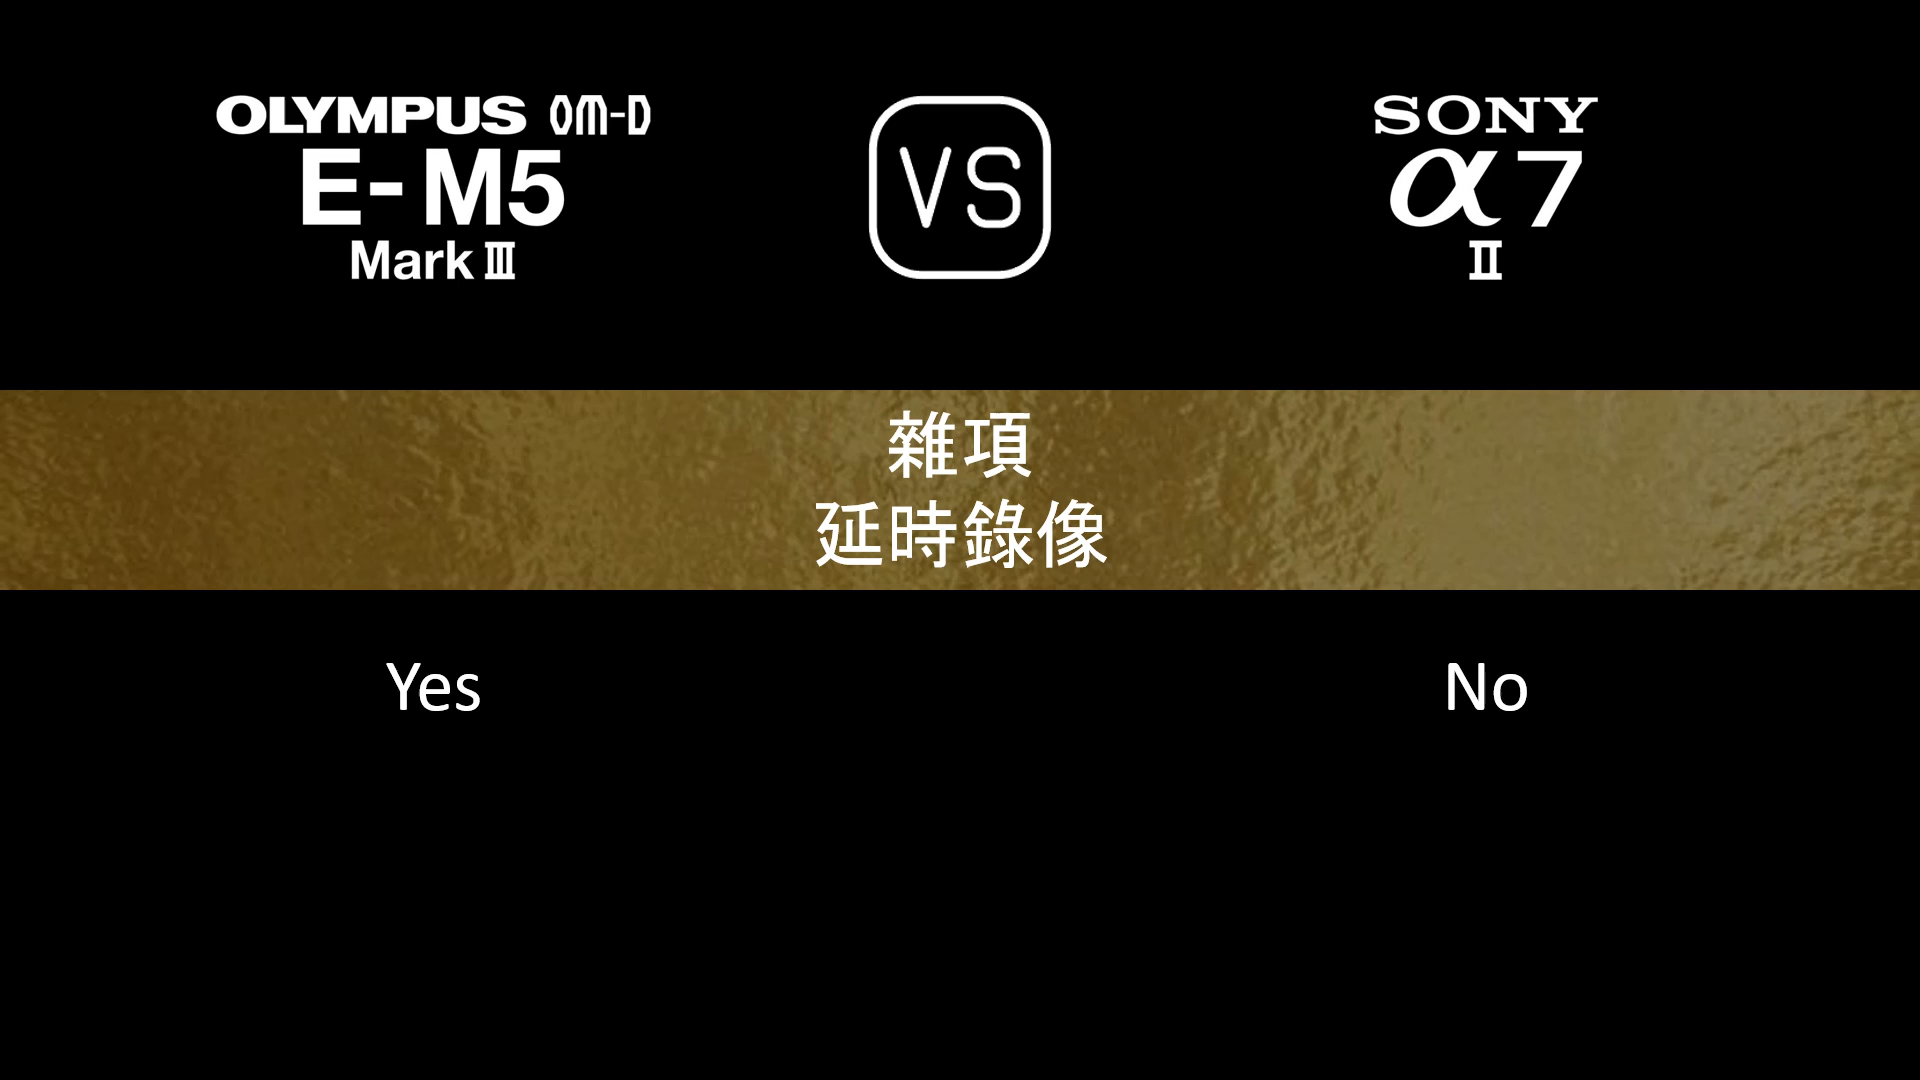 OLYMPUS OM-D
E-M5
Mark III
VS
SONY
α7
II
雜項
延時錄像
Yes
No